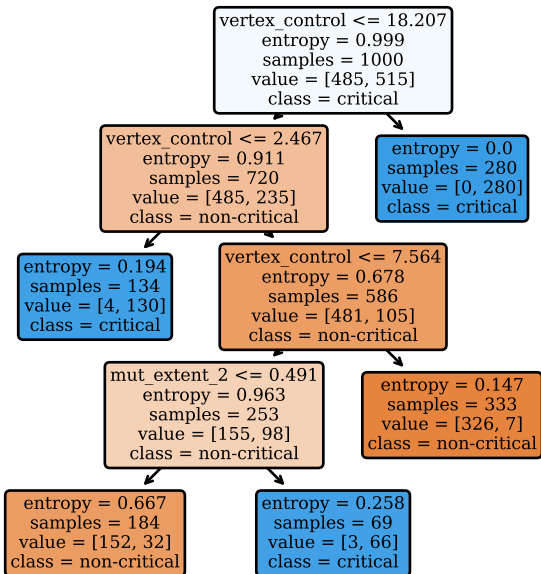 vertex_control <= 18.207
entropy = 0.999
samples = 1000
value = [485, 515]
class = critical
vertex_control <= 2.467
entropy = 0.911
samples = 720
value = [485, 235]
class = non-critical
entropy = 0.0
samples = 280
value = [0, 280]
class = critical
entropy = 0.194
samples = 134
value = [4, 130]
class = critical
vertex_control <= 7.564
entropy = 0.678
samples = 586
value = [481, 105]
class = non-critical
mut_extent_2 <= 0.491
entropy = 0.963
samples = 253
value = [155, 98]
class = non-critical
entropy = 0.147
samples = 333
value = [326, 7]
class = non-critical
entropy = 0.667
samples = 184
value = [152, 32]
class = non-critical
entropy = 0.258
samples = 69
value = [3, 66]
class = critical